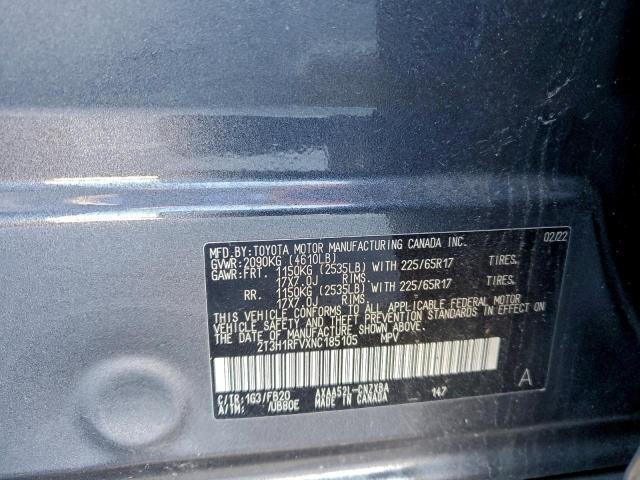 MFD.BY:TOYOTA MOTOR MANUFACTURING CANADA INC. 02/22
GVWR:2090KG (4610LB)
GAWR:FRT. 1150KG (2535LB) WITH 225/65R17 TIRES.
17X7.0J RIMS.
RR. 1150KG (2535LB) WITH 225/65R17 TIRES.
17X7.0J RIMS.
THIS VEHICLE CONFORMS TO ALL APPLICABLE FEDERAL MOTOR
VEHICLE SAFETY AND THEFT PREVENTION STANDARDS IN EFFECT ON
THE DATE OF MANUFACTURE SHOWN ABOVE.
2T3H1RFVXNC185105 MPV
C/TR:1G3/FB20 AXAA52L-CNZXBA 147
A/TM: /UB80E MADE IN CANADA A